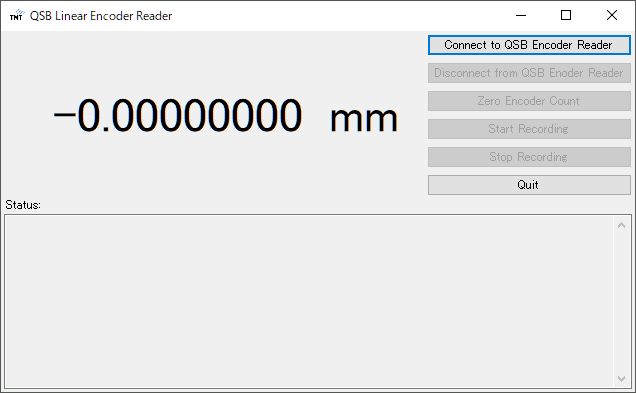 TNT QSB Linear Encoder Reader
Connect to QSB Encoder Reader
Disconnect from QSB Enoder Reader
-0.00000000 mm
Zero Encoder Count
Start Recording
Stop Recording
Quit
Status: